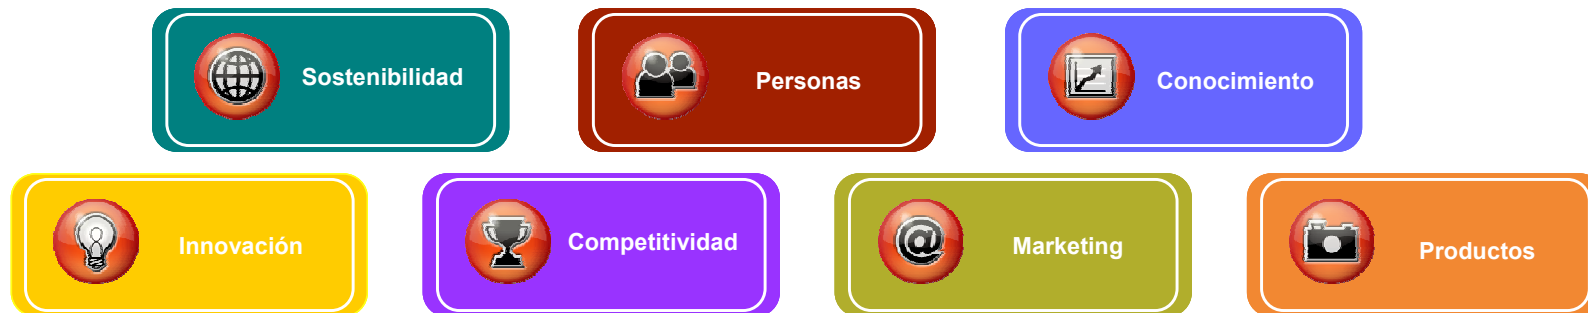 Sostenibilidad
Personas
Conocimiento
Innovación
Competitividad
Marketing
Productos